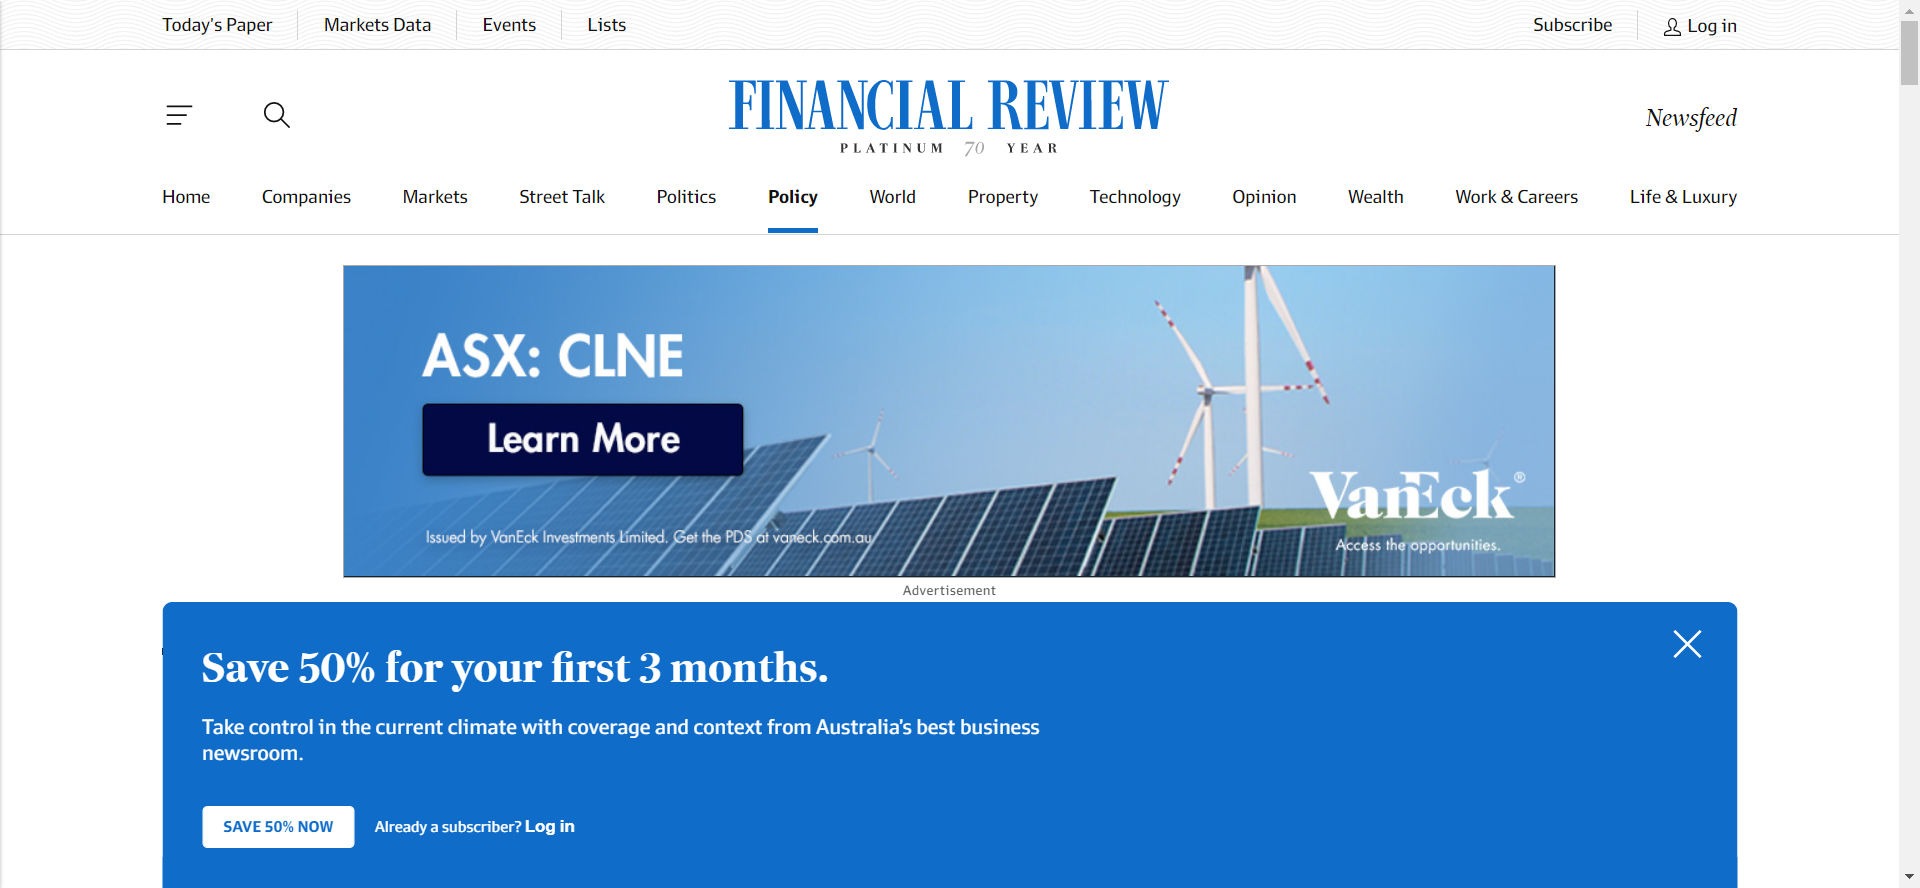 Today's Paper
Markets Data
Events
Lists
Subscribe
Log in
FINANCIAL REVIEW
PLATINUM 70 YEAR
Newsfeed
Home
Companies
Markets
Street Talk
Politics
Policy
World
Property
Technology
Opinion
Wealth
Work & Careers
Life & Luxury
ASX: CLNE
Learn More
Issued by VanEck Investments Limited. Get the PDS at vaneck.com.au
VanEck®
Access the opportunities.
Advertisement
Save 50% for your first 3 months.
Take control in the current climate with coverage and context from Australia's best business
newsroom.
SAVE 50% NOW
Already a subscriber? Log in